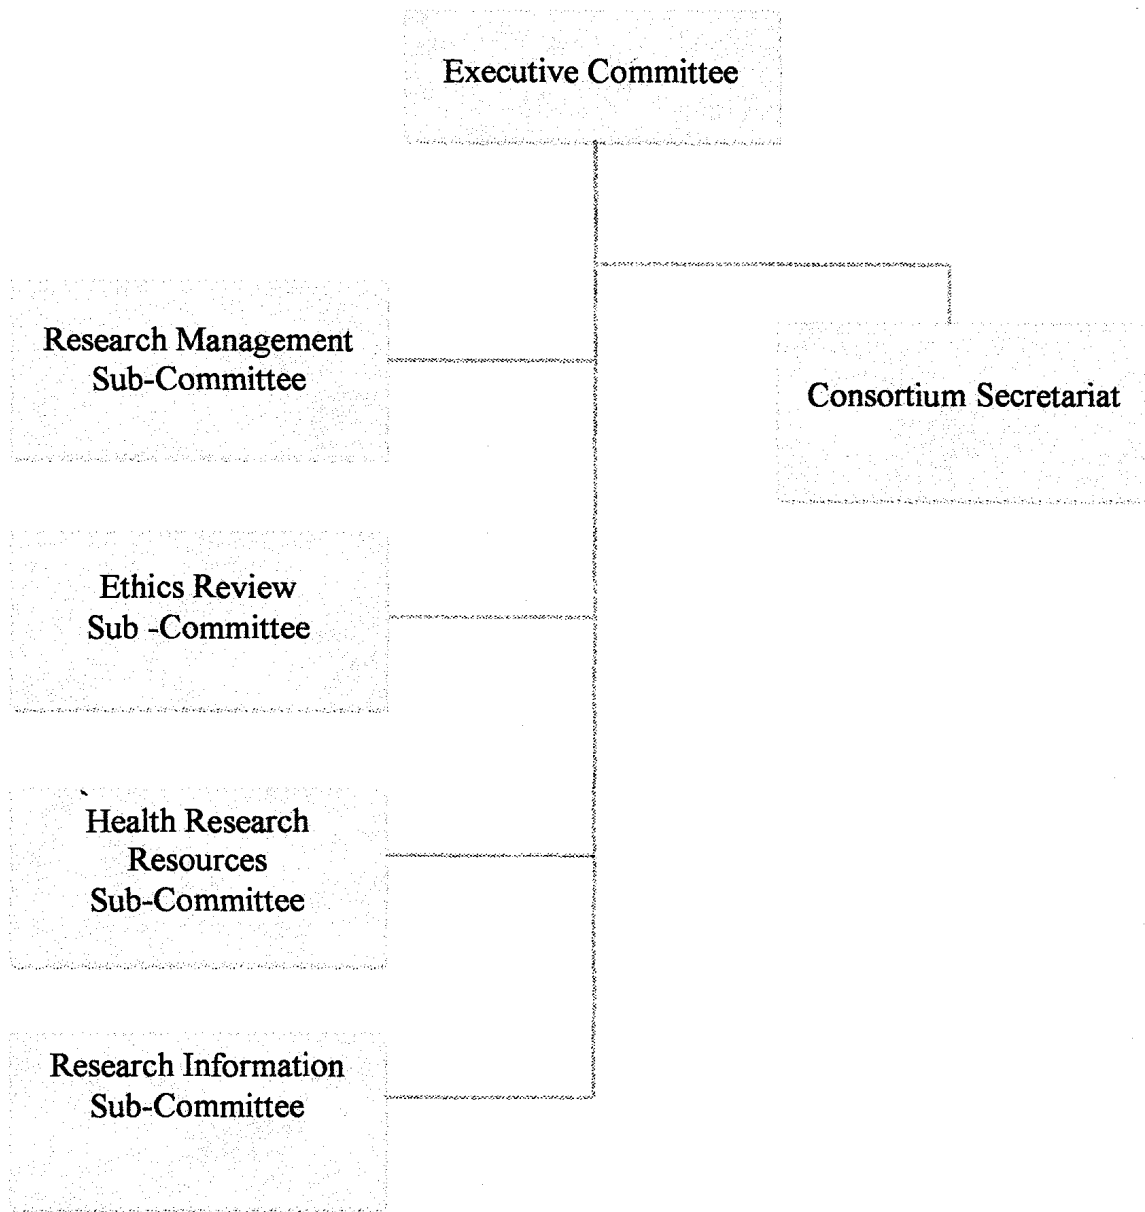 Executive Committee
Research Management
Sub-Committee
Consortium Secretariat
Ethics Review
Sub -Committee
Health Research
Resources
Sub-Committee
Research Information
Sub-Committee